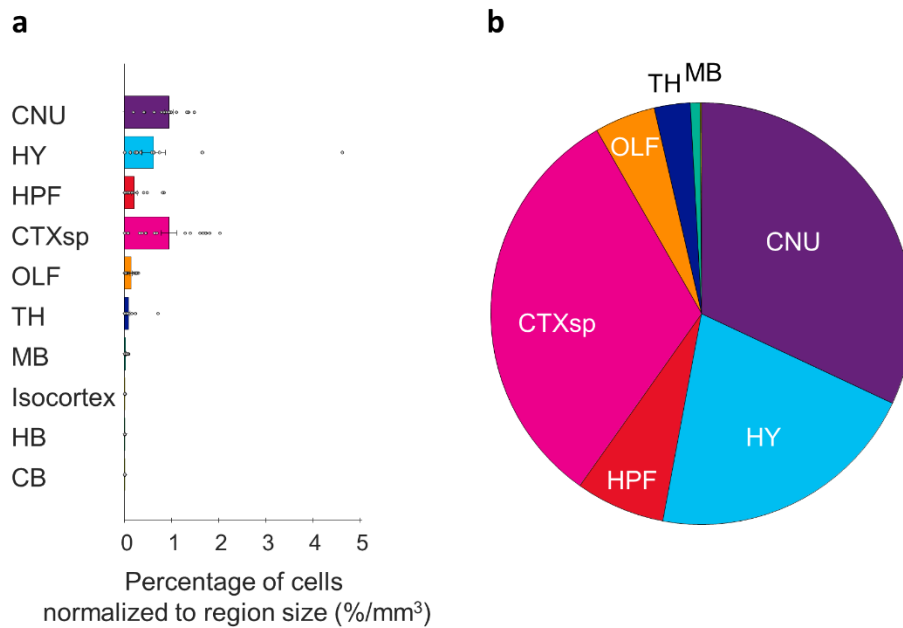 a
CNU
HY
HPF
CTXsp
OLF
TH
MB
Isocortex
HB
CB
0 1 2 3 4 5
Percentage of cells
normalized to region size (%/mm³)
b
TH MB
OLF
CNU
CTXsp
HY
HPF